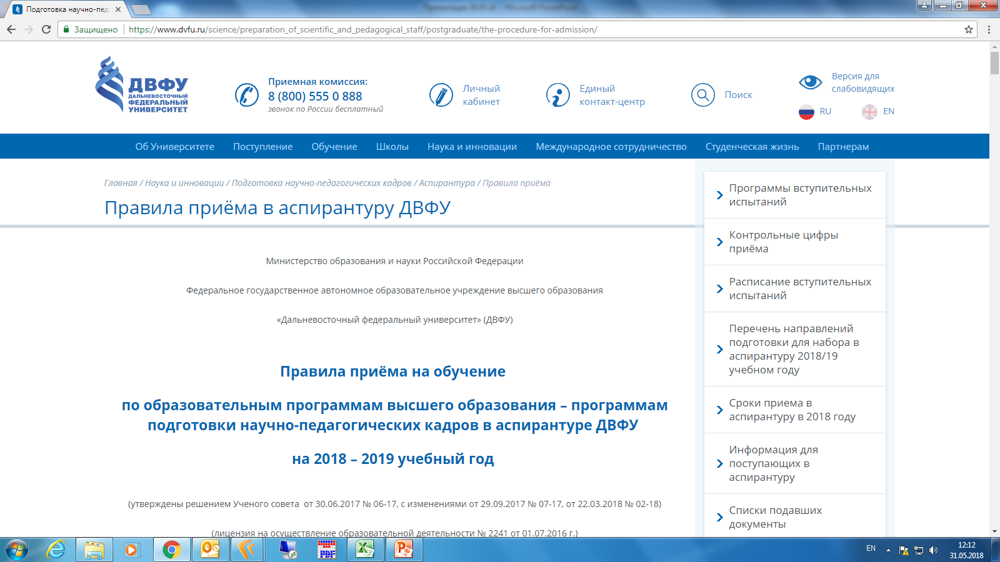 Подготовка научно-пед
Защищено
https://www.dvfu.ru/science/preparation_of_scientific_and_pedagogical_staff/postgraduate/the-procedure-for-admission/
ДВФУ
ДАЛЬНЕВОСТОЧНЫЙ
ФЕДЕРАЛЬНЫЙ
УНИВЕРСИТЕТ
Приемная комиссия:
8 (800) 555 0 888
звонок по России бесплатный
Личный
кабинет
Единый
контакт-центр
Поиск
Версия для
слабовидящих
RU
EN
Об Университете Поступление Обучение Школы Наука и инновации Международное сотрудничество Студенческая жизнь Партнерам
Главная / Наука и инновации / Подготовка научно-педагогических кадров / Аспирантура / Правила приёма
Правила приёма в аспирантуру ДВФУ
Министерство образования и науки Российской Федерации
Федеральное государственное автономное образовательное учреждение высшего образования
«Дальневосточный федеральный университет» (ДВФУ)
Правила приёма на обучение
по образовательным программам высшего образования – программам
подготовки научно-педагогических кадров в аспирантуре ДВФУ
на 2018 – 2019 учебный год
(утверждены решением Ученого совета от 30.06.2017 № 06-17, с изменениями от 29.09.2017 № 07-17, от 22.03.2018 № 02-18)
(лицензия на осуществление образовательной деятельности № 2241 от 01.07.2016 г.)
Программы вступительных
испытаний
Контрольные цифры
приёма
Расписание вступительных
испытаний
Перечень направлений
подготовки для набора в
аспирантуру 2018/19
учебном году
Сроки приема в
аспирантуру в 2018 году
Информация для
поступающих в
аспирантуру
Списки подавших
документы
EN
12:12
31.05.2018